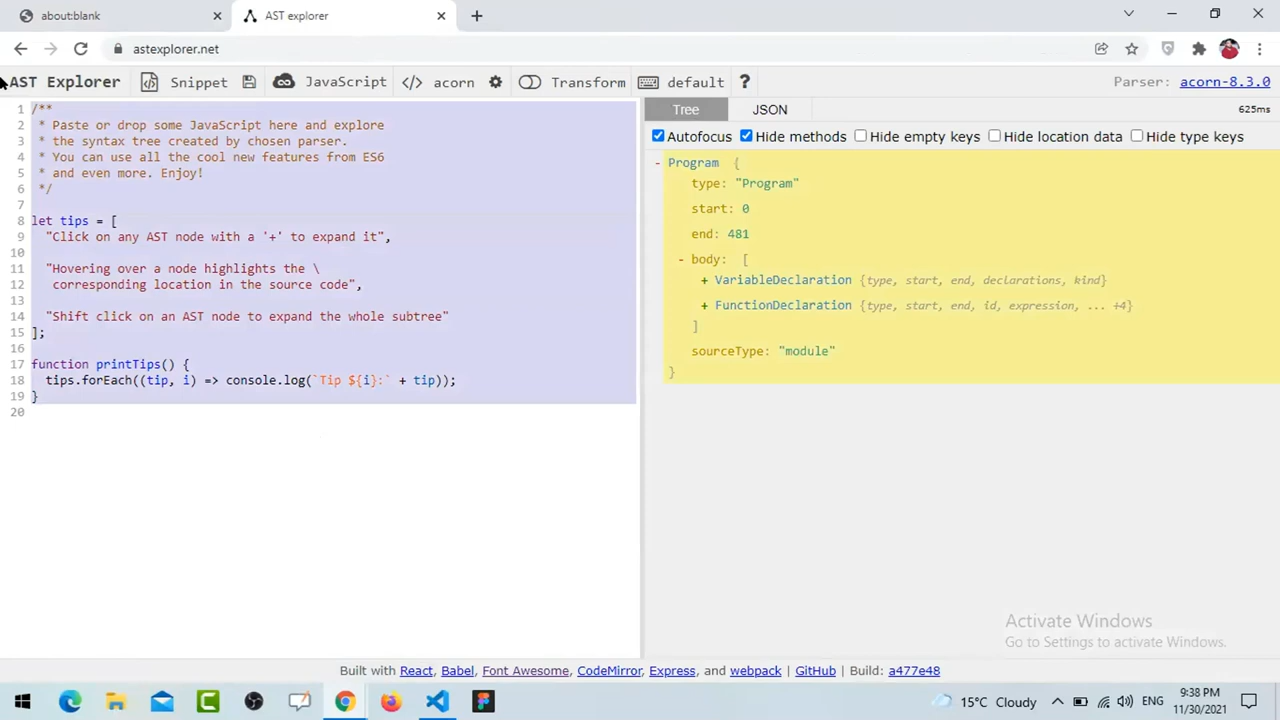 about:blank
AST explorer
astexplorer.net
AST Explorer
Snippet
JavaScript
</> acorn
Transform
default
?
Parser: acorn-8.3.0
1 /**
2 * Paste or drop some JavaScript here and explore
3 * the syntax tree created by chosen parser.
4 * You can use all the cool new features from ES6
5 * and even more. Enjoy!
6 */
7
8 let tips = [
9 "Click on any AST node with a '+' to expand it",
10
11 "Hovering over a node highlights the \
12 corresponding location in the source code",
13
14 "Shift click on an AST node to expand the whole subtree"
15 ];
16
17 function printTips() {
18 tips.forEach((tip, i) => console.log(`Tip ${i}:` + tip));
19 }
20
Tree
JSON
625ms
Autofocus Hide methods Hide empty keys Hide location data Hide type keys
- Program {
type: "Program"
start: 0
end: 481
- body: [
+ VariableDeclaration {type, start, end, declarations, kind}
+ FunctionDeclaration {type, start, end, id, expression, ... +4}
]
sourceType: "module"
}
Activate Windows
Go to Settings to activate Windows.
Built with React, Babel, Font Awesome, CodeMirror, Express, and webpack | GitHub | Build: a477e48
15°C Cloudy
ENG
9:38 PM
11/30/2021